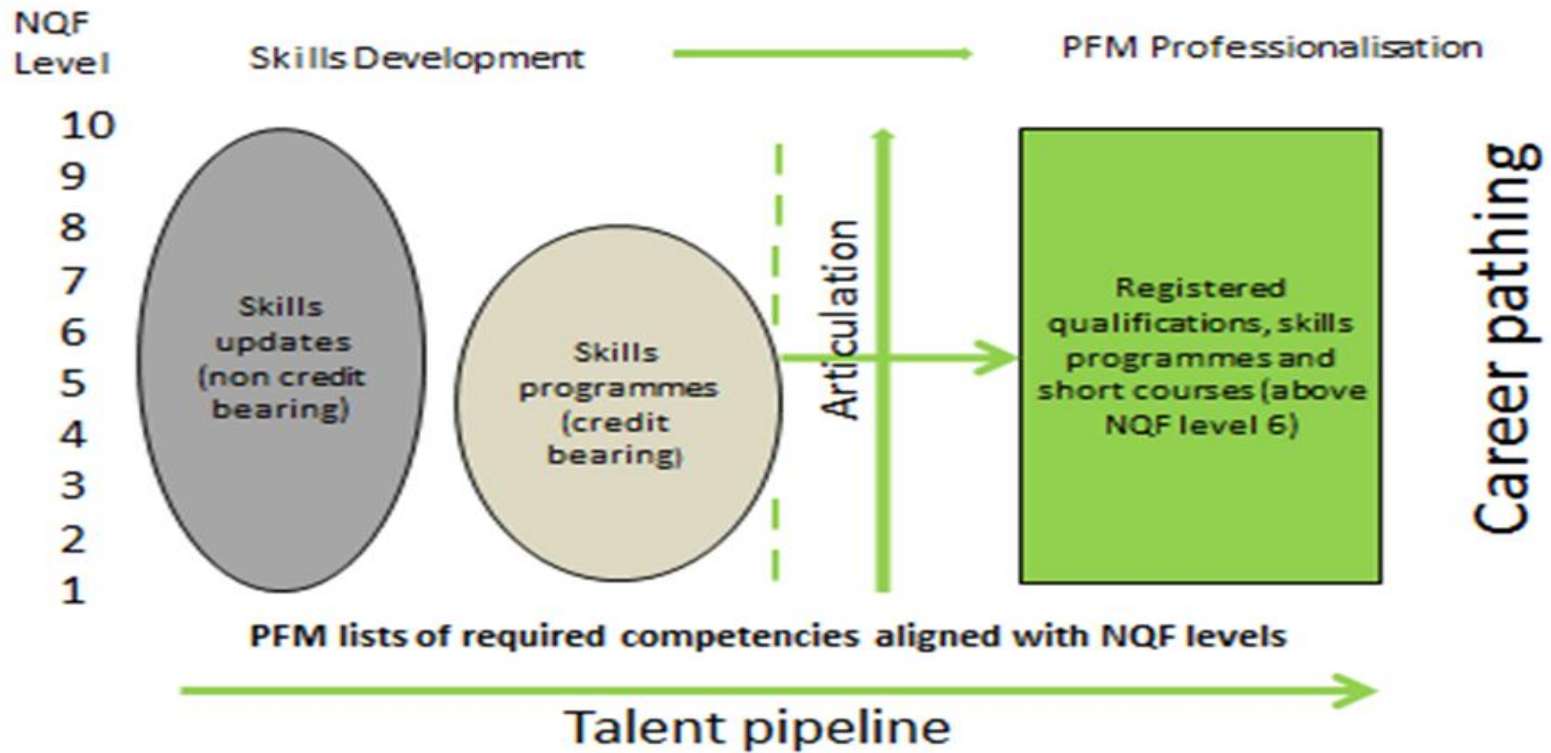 NQF
Level
Skills Development
PFM Professionalisation
10
9
8
7
6
5
4
3
2
1
Skills
updates
(non credit
bearing)
Skills
programmes
(credit
bearing)
Articulation
Registered
qualifications, skills
programmes and
short courses (above
NQF level 6)
Career pathing
PFM lists of required competencies aligned with NQF levels
Talent pipeline